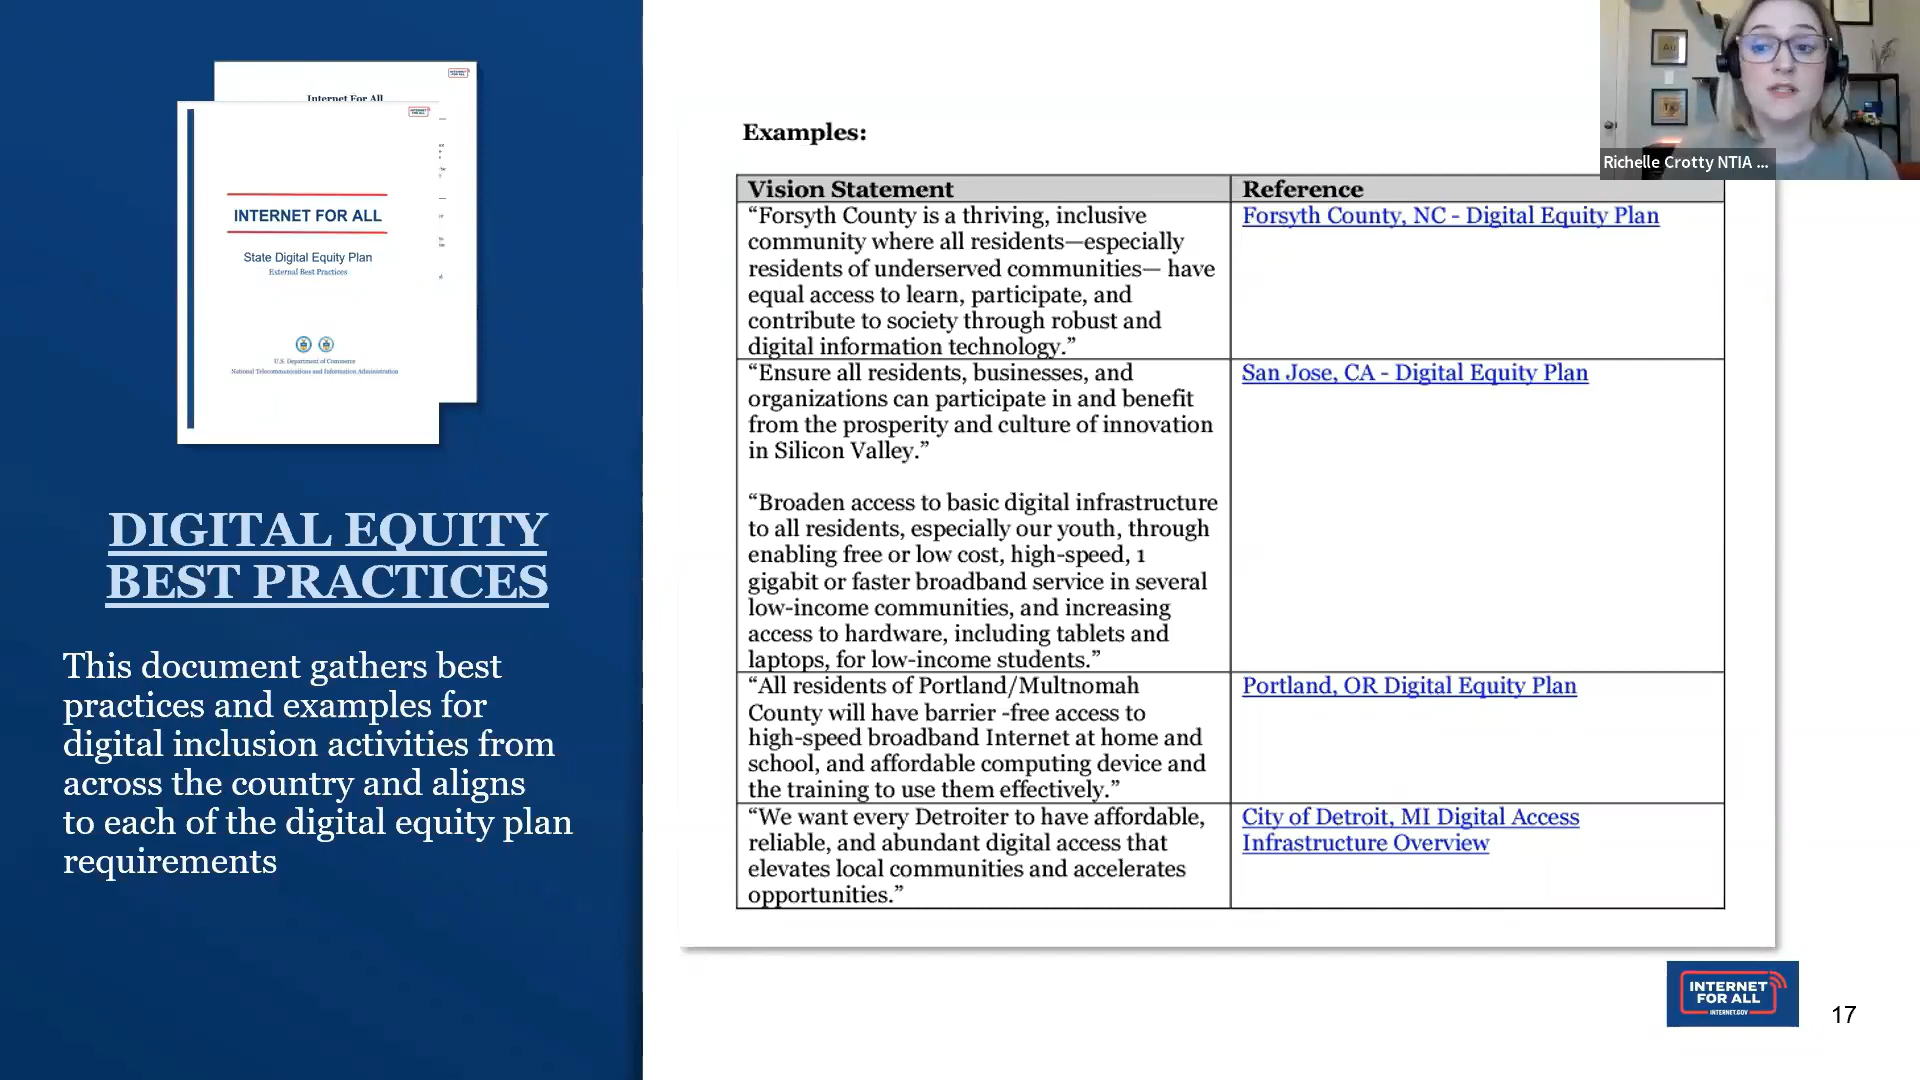 Internet For All
INTERNET FOR ALL
State Digital Equity Plan
External Best Practices
U.S. Department of Commerce
National Telecommunications and Information Administration
DIGITAL EQUITY
BEST PRACTICES
This document gathers best
practices and examples for
digital inclusion activities from
across the country and aligns
to each of the digital equity plan
requirements
Examples:
Vision Statement
Reference
“Forsyth County is a thriving, inclusive
community where all residents—especially
residents of underserved communities— have
equal access to learn, participate, and
contribute to society through robust and
digital information technology.”
Forsyth County, NC - Digital Equity Plan
“Ensure all residents, businesses, and
organizations can participate in and benefit
from the prosperity and culture of innovation
in Silicon Valley.”
“Broaden access to basic digital infrastructure
to all residents, especially our youth, through
enabling free or low cost, high-speed, 1
gigabit or faster broadband service in several
low-income communities, and increasing
access to hardware, including tablets and
laptops, for low-income students.”
San Jose, CA - Digital Equity Plan
“All residents of Portland/Multnomah
County will have barrier -free access to
high-speed broadband Internet at home and
school, and affordable computing device and
the training to use them effectively.”
Portland, OR Digital Equity Plan
“We want every Detroiter to have affordable,
reliable, and abundant digital access that
elevates local communities and accelerates
opportunities.”
City of Detroit, MI Digital Access
Infrastructure Overview
Richelle Crotty NTIA ...
INTERNET
FOR ALL
INTERNET.GOV
17